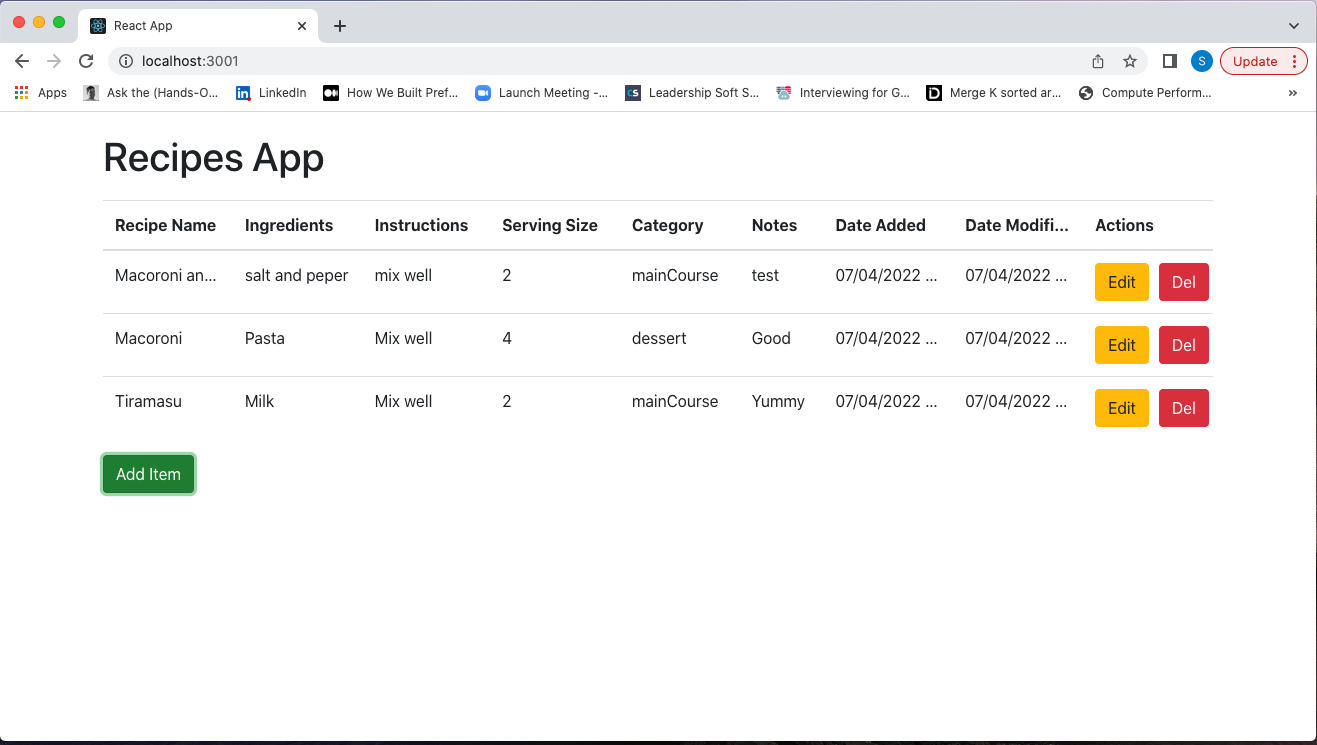 React App
localhost:3001
S
Update
Apps Ask the (Hands-O... LinkedIn How We Built Pref... Launch Meeting -... CS Leadership Soft S... Interviewing for G... Merge K sorted ar... Compute Perform... »
Recipes App
Recipe Name Ingredients Instructions Serving Size Category Notes Date Added Date Modifi... Actions
Macoroni an... salt and peper mix well 2 mainCourse test 07/04/2022 ... 07/04/2022 ... Edit Del
Macoroni Pasta Mix well 4 dessert Good 07/04/2022 ... 07/04/2022 ... Edit Del
Tiramasu Milk Mix well 2 mainCourse Yummy 07/04/2022 ... 07/04/2022 ... Edit Del
Add Item